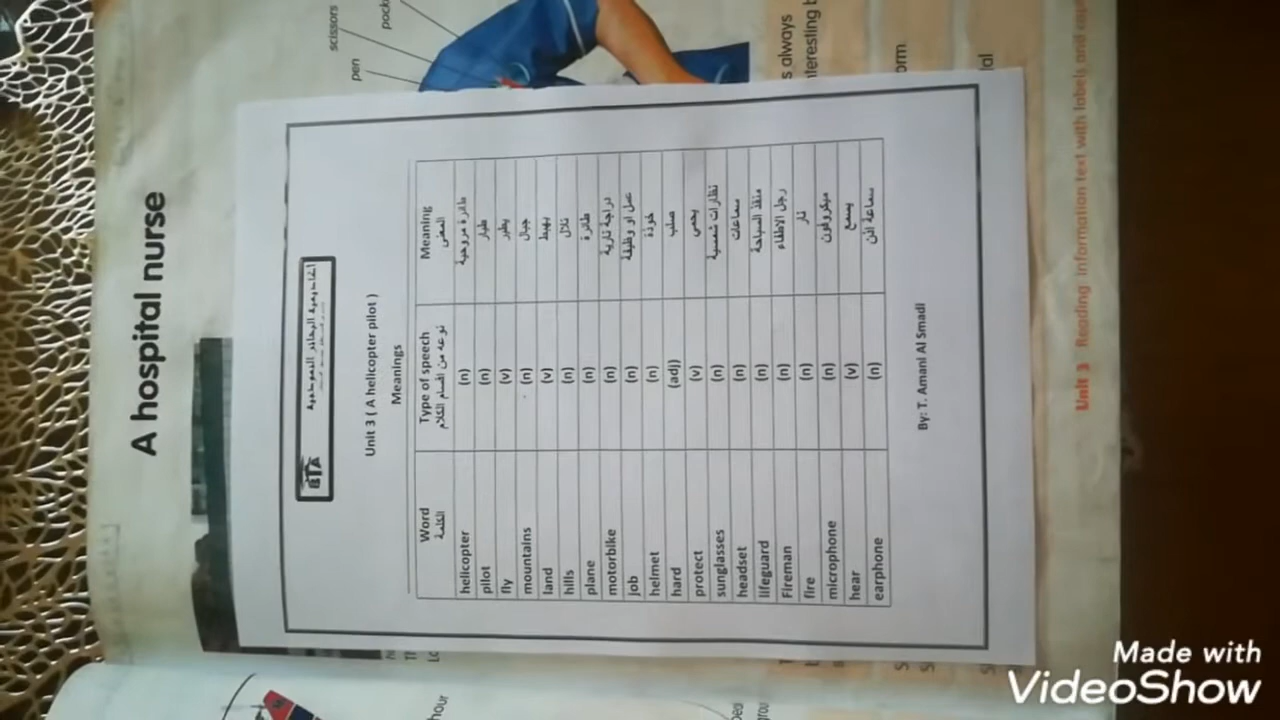 A hospital nurse
scissors
pen
BTA
Unit 3 ( A helicopter pilot )
Meanings
Word Type of speech Meaning
الكلمة نوعه من اقسام الكلام المعنى
helicopter (n) طائرة مروحية
pilot (n) طيار
fly (v) يطير
mountains (n) جبال
land (v) يهبط
hills (n) تلال
plane (n) طائرة
motorbike (n) دراجة نارية
job (n) عمل او وظيفة
helmet (n) خوذة
hard (adj) صلب
protect (v) يحمي
sunglasses (n) نظارات شمسية
headset (n) سماعات
lifeguard (n) منقذ السباحة
Fireman (n) رجل الاطفاء
fire (n) نار
microphone (n) ميكروفون
hear (v) يسمع
earphone (n) سماعة أذن
By: T. Amani Al Smadi
s always
Unit 3 Reading information text with labels and
hour
Made with
VideoShow